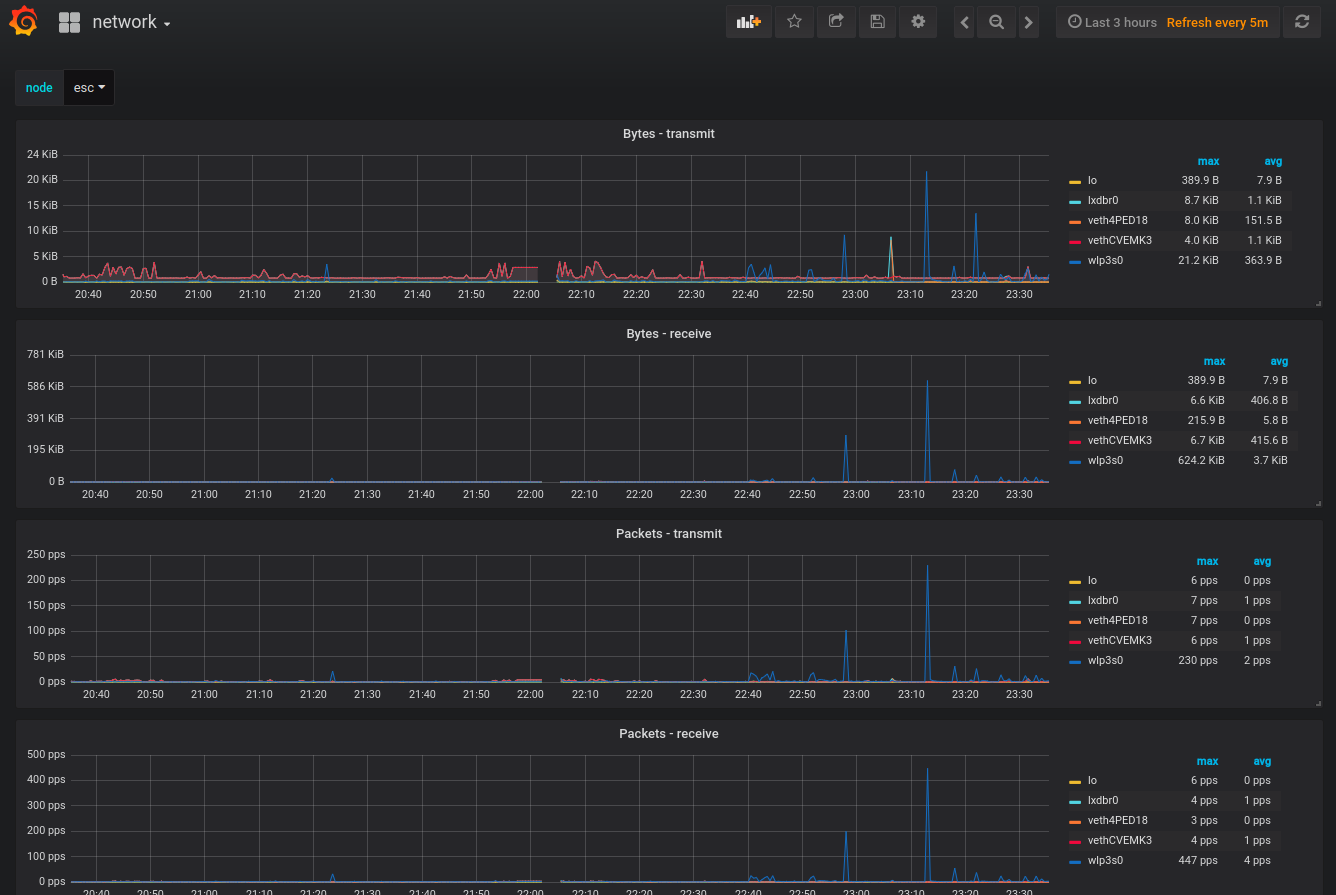 network
Last 3 hours Refresh every 5m
node esc
Bytes - transmit
24 KiB
20 KiB
15 KiB
10 KiB
5 KiB
0 B
20:40 20:50 21:00 21:10 21:20 21:30 21:40 21:50 22:00 22:10 22:20 22:30 22:40 22:50 23:00 23:10 23:20 23:30
max avg
lo 389.9 B 7.9 B
lxdbr0 8.7 KiB 1.1 KiB
veth4PED18 8.0 KiB 151.5 B
vethCVEMK3 4.0 KiB 1.1 KiB
wlp3s0 21.2 KiB 363.9 B
Bytes - receive
781 KiB
586 KiB
391 KiB
195 KiB
0 B
20:40 20:50 21:00 21:10 21:20 21:30 21:40 21:50 22:00 22:10 22:20 22:30 22:40 22:50 23:00 23:10 23:20 23:30
max avg
lo 389.9 B 7.9 B
lxdbr0 6.6 KiB 406.8 B
veth4PED18 215.9 B 5.8 B
vethCVEMK3 6.7 KiB 415.6 B
wlp3s0 624.2 KiB 3.7 KiB
Packets - transmit
250 pps
200 pps
150 pps
100 pps
50 pps
0 pps
20:40 20:50 21:00 21:10 21:20 21:30 21:40 21:50 22:00 22:10 22:20 22:30 22:40 22:50 23:00 23:10 23:20 23:30
max avg
lo 6 pps 0 pps
lxdbr0 7 pps 1 pps
veth4PED18 7 pps 0 pps
vethCVEMK3 6 pps 1 pps
wlp3s0 230 pps 2 pps
Packets - receive
500 pps
400 pps
300 pps
200 pps
100 pps
0 pps
20:40 20:50 21:00 21:10 21:20 21:30 21:40 21:50 22:00 22:10 22:20 22:30 22:40 22:50 23:00 23:10 23:20 23:30
max avg
lo 6 pps 0 pps
lxdbr0 4 pps 1 pps
veth4PED18 3 pps 0 pps
vethCVEMK3 4 pps 1 pps
wlp3s0 447 pps 4 pps